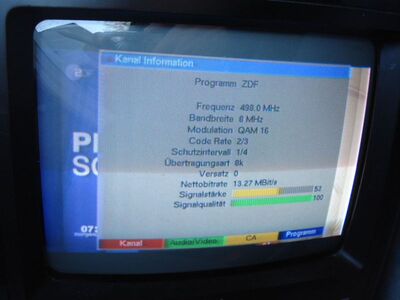 Kanal Information
Programm ZDF
Frequenz 498,0 MHz
Bandbreite 8 MHz
Modulation QAM 16
Code Rate 2/3
Schutzintervall 1/4
Übertragungsart 8k
Versatz 0
Nettobitrate 13.27 MBit/s
Signalstärke 52
Signalqualität 100
Kanal Audio/Video CA Programm